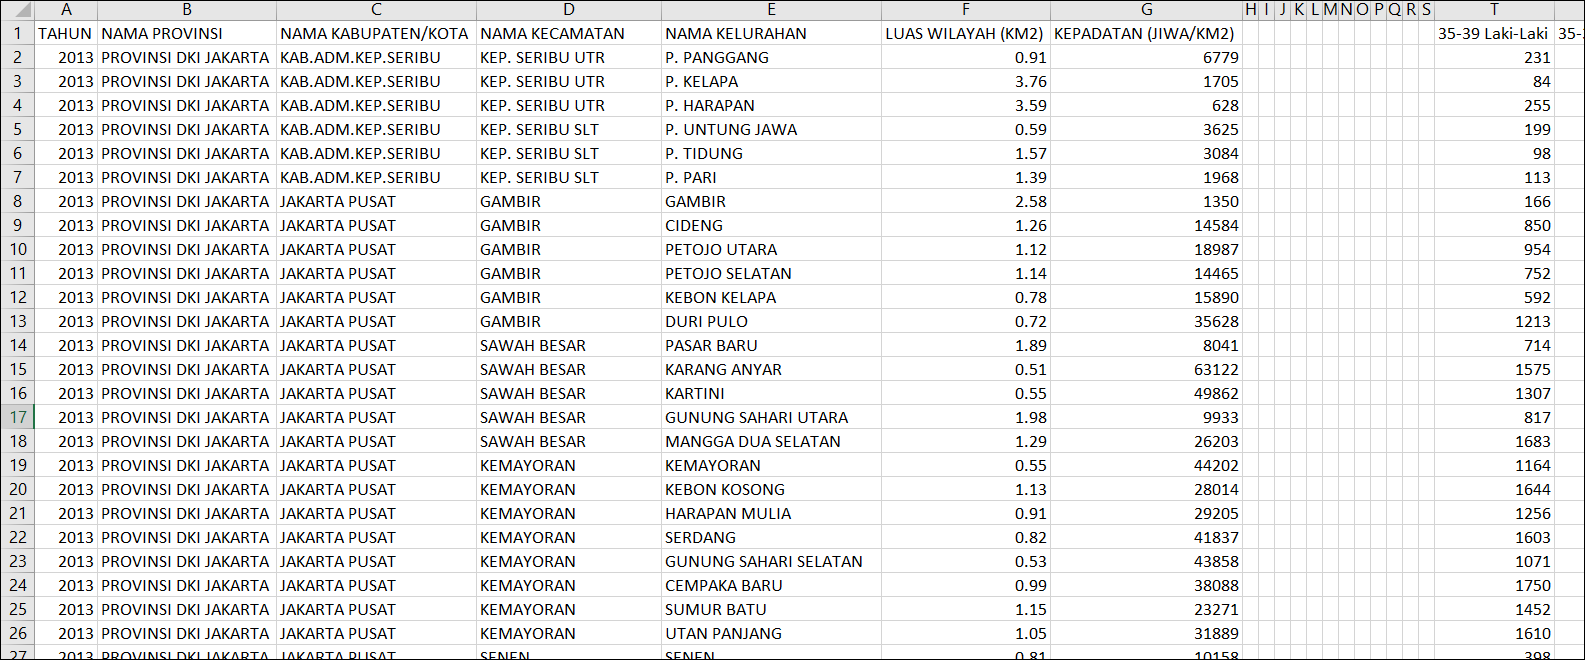 A B C D E F G H I J K L M N O P Q R S T
1 TAHUN NAMA PROVINSI NAMA KABUPATEN/KOTA NAMA KECAMATAN NAMA KELURAHAN LUAS WILAYAH (KM2) KEPADATAN (JIWA/KM2) 35-39 Laki-Laki
2 2013 PROVINSI DKI JAKARTA KAB.ADM.KEP.SERIBU KEP. SERIBU UTR P. PANGGANG 0.91 6779 231
3 2013 PROVINSI DKI JAKARTA KAB.ADM.KEP.SERIBU KEP. SERIBU UTR P. KELAPA 3.76 1705 84
4 2013 PROVINSI DKI JAKARTA KAB.ADM.KEP.SERIBU KEP. SERIBU UTR P. HARAPAN 3.59 628 255
5 2013 PROVINSI DKI JAKARTA KAB.ADM.KEP.SERIBU KEP. SERIBU SLT P. UNTUNG JAWA 0.59 3625 199
6 2013 PROVINSI DKI JAKARTA KAB.ADM.KEP.SERIBU KEP. SERIBU SLT P. TIDUNG 1.57 3084 98
7 2013 PROVINSI DKI JAKARTA KAB.ADM.KEP.SERIBU KEP. SERIBU SLT P. PARI 1.39 1968 113
8 2013 PROVINSI DKI JAKARTA JAKARTA PUSAT GAMBIR GAMBIR 2.58 1350 166
9 2013 PROVINSI DKI JAKARTA JAKARTA PUSAT GAMBIR CIDENG 1.26 14584 850
10 2013 PROVINSI DKI JAKARTA JAKARTA PUSAT GAMBIR PETOJO UTARA 1.12 18987 954
11 2013 PROVINSI DKI JAKARTA JAKARTA PUSAT GAMBIR PETOJO SELATAN 1.14 14465 752
12 2013 PROVINSI DKI JAKARTA JAKARTA PUSAT GAMBIR KEBON KELAPA 0.78 15890 592
13 2013 PROVINSI DKI JAKARTA JAKARTA PUSAT GAMBIR DURI PULO 0.72 35628 1213
14 2013 PROVINSI DKI JAKARTA JAKARTA PUSAT SAWAH BESAR PASAR BARU 1.89 8041 714
15 2013 PROVINSI DKI JAKARTA JAKARTA PUSAT SAWAH BESAR KARANG ANYAR 0.51 63122 1575
16 2013 PROVINSI DKI JAKARTA JAKARTA PUSAT SAWAH BESAR KARTINI 0.55 49862 1307
17 2013 PROVINSI DKI JAKARTA JAKARTA PUSAT SAWAH BESAR GUNUNG SAHARI UTARA 1.98 9933 817
18 2013 PROVINSI DKI JAKARTA JAKARTA PUSAT SAWAH BESAR MANGGA DUA SELATAN 1.29 26203 1683
19 2013 PROVINSI DKI JAKARTA JAKARTA PUSAT KEMAYORAN KEMAYORAN 0.55 44202 1164
20 2013 PROVINSI DKI JAKARTA JAKARTA PUSAT KEMAYORAN KEBON KOSONG 1.13 28014 1644
21 2013 PROVINSI DKI JAKARTA JAKARTA PUSAT KEMAYORAN HARAPAN MULIA 0.91 29205 1256
22 2013 PROVINSI DKI JAKARTA JAKARTA PUSAT KEMAYORAN SERDANG 0.82 41837 1603
23 2013 PROVINSI DKI JAKARTA JAKARTA PUSAT KEMAYORAN GUNUNG SAHARI SELATAN 0.53 43858 1071
24 2013 PROVINSI DKI JAKARTA JAKARTA PUSAT KEMAYORAN CEMPAKA BARU 0.99 38088 1750
25 2013 PROVINSI DKI JAKARTA JAKARTA PUSAT KEMAYORAN SUMUR BATU 1.15 23271 1452
26 2013 PROVINSI DKI JAKARTA JAKARTA PUSAT KEMAYORAN UTAN PANJANG 1.05 31889 1610
27 2013 PROVINSI DKI JAKARTA JAKARTA PUSAT SENEN SENEN 0.81 10158 398